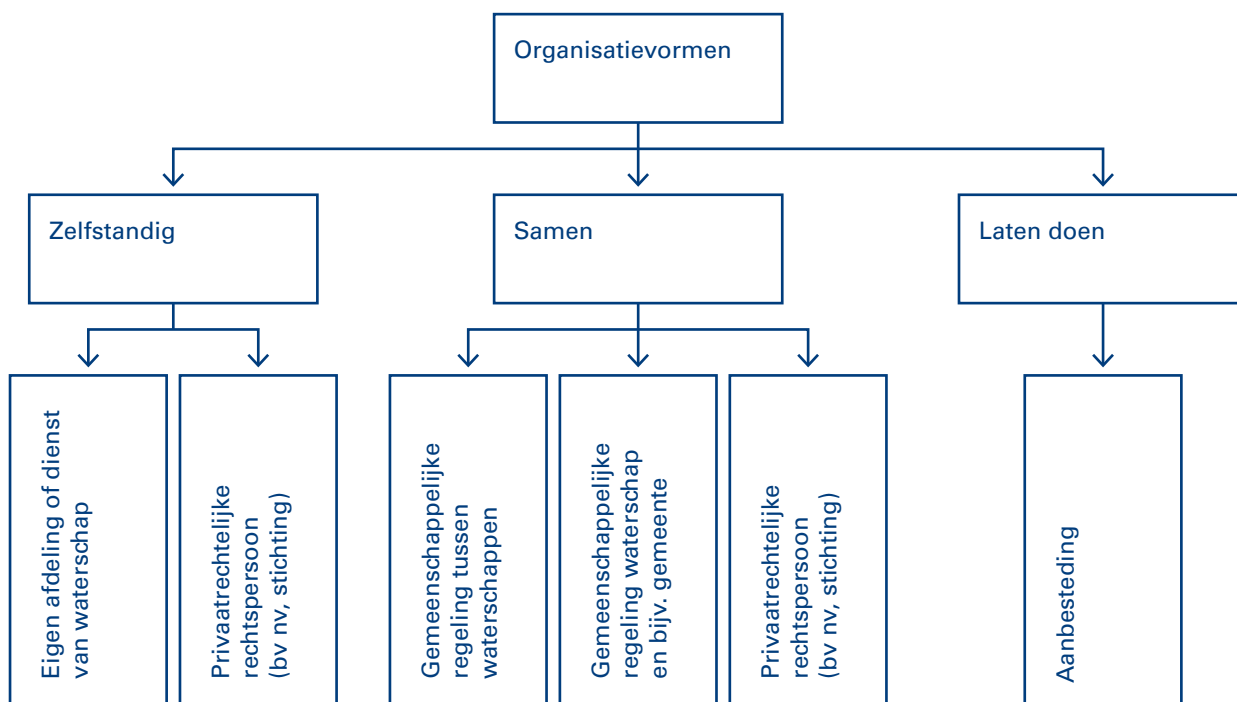 Organisatievormen
Zelfstandig
Samen
Laten doen
Eigen afdeling of dienst
van waterschap
Privaatrechtelijke
rechtspersoon
(bv nv, stichting)
Gemeenschappelijke
regeling tussen
waterschappen
Gemeenschappelijke
regeling waterschap
en bijv. gemeente
Privaatrechtelijke
rechtspersoon
(bv nv, stichting)
Aanbesteding